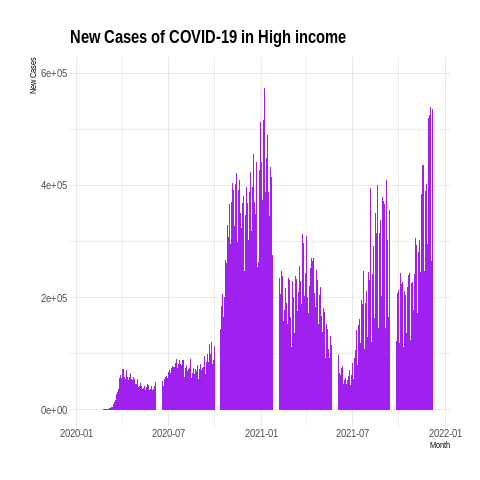 New Cases of COVID-19 in High income
New Cases
6e+05
4e+05
2e+05
0e+00
2020-01 2020-07 2021-01 2021-07 2022-01
Month